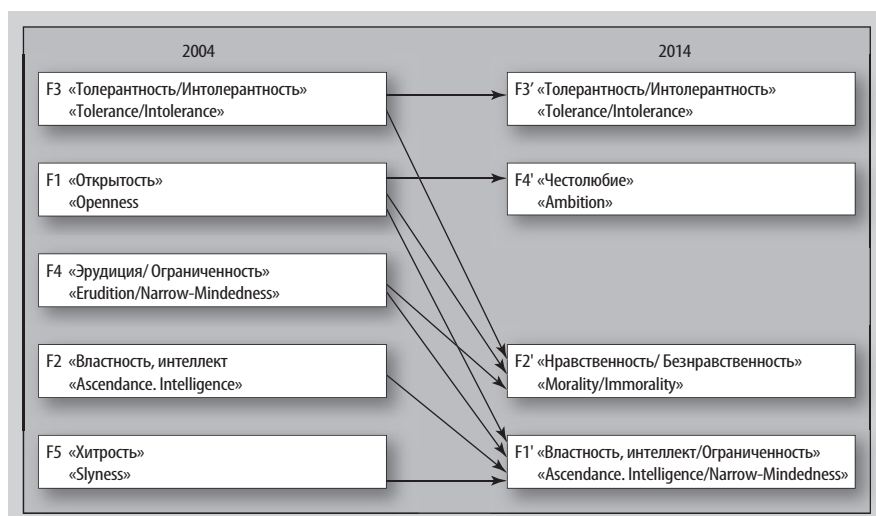 2004
F3 «Толерантность/Интолерантность»
«Tolerance/Intolerance»
F1 «Открытость»
«Openness
F4 «Эрудиция/ Ограниченность»
«Erudition/Narrow-Mindedness»
F2 «Властность, интеллект
«Ascendance. Intelligence»
F5 «Хитрость»
«Slyness»
2014
F3’ «Толерантность/Интолерантность»
«Tolerance/Intolerance»
F4' «Честолюбие»
«Ambition»
F2' «Нравственность/ Безнравственность»
«Morality/Immorality»
F1' «Властность, интеллект/Ограниченность»
«Ascendance. Intelligence/Narrow-Mindedness»